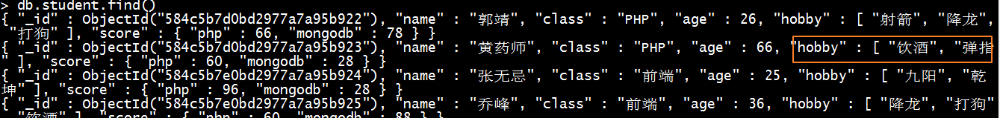 > db.student.find()
{ "_id" : ObjectId("584c5b7d0bd2977a7a95b922"), "name" : "郭靖", "class" : "PHP", "age" : 26, "hobby" : [ "射箭", "降龙",
"打狗" ], "score" : { "php" : 66, "mongodb" : 78 } }
{ "_id" : ObjectId("584c5b7d0bd2977a7a95b923"), "name" : "黄药师", "class" : "PHP", "age" : 66, "hobby" : [ "饮酒", "弹指
" ], "score" : { "php" : 60, "mongodb" : 28 } }
{ "_id" : ObjectId("584c5b7e0bd2977a7a95b924"), "name" : "张无忌", "class" : "前端", "age" : 25, "hobby" : [ "九阳", "乾
坤" ], "score" : { "php" : 96, "mongodb" : 28 } }
{ "_id" : ObjectId("584c5b7e0bd2977a7a95b925"), "name" : "乔峰", "class" : "前端", "age" : 36, "hobby" : [ "降龙", "打狗"
"饮酒" ], "score" : { "php" : 60, "mongodb" : 88 } }